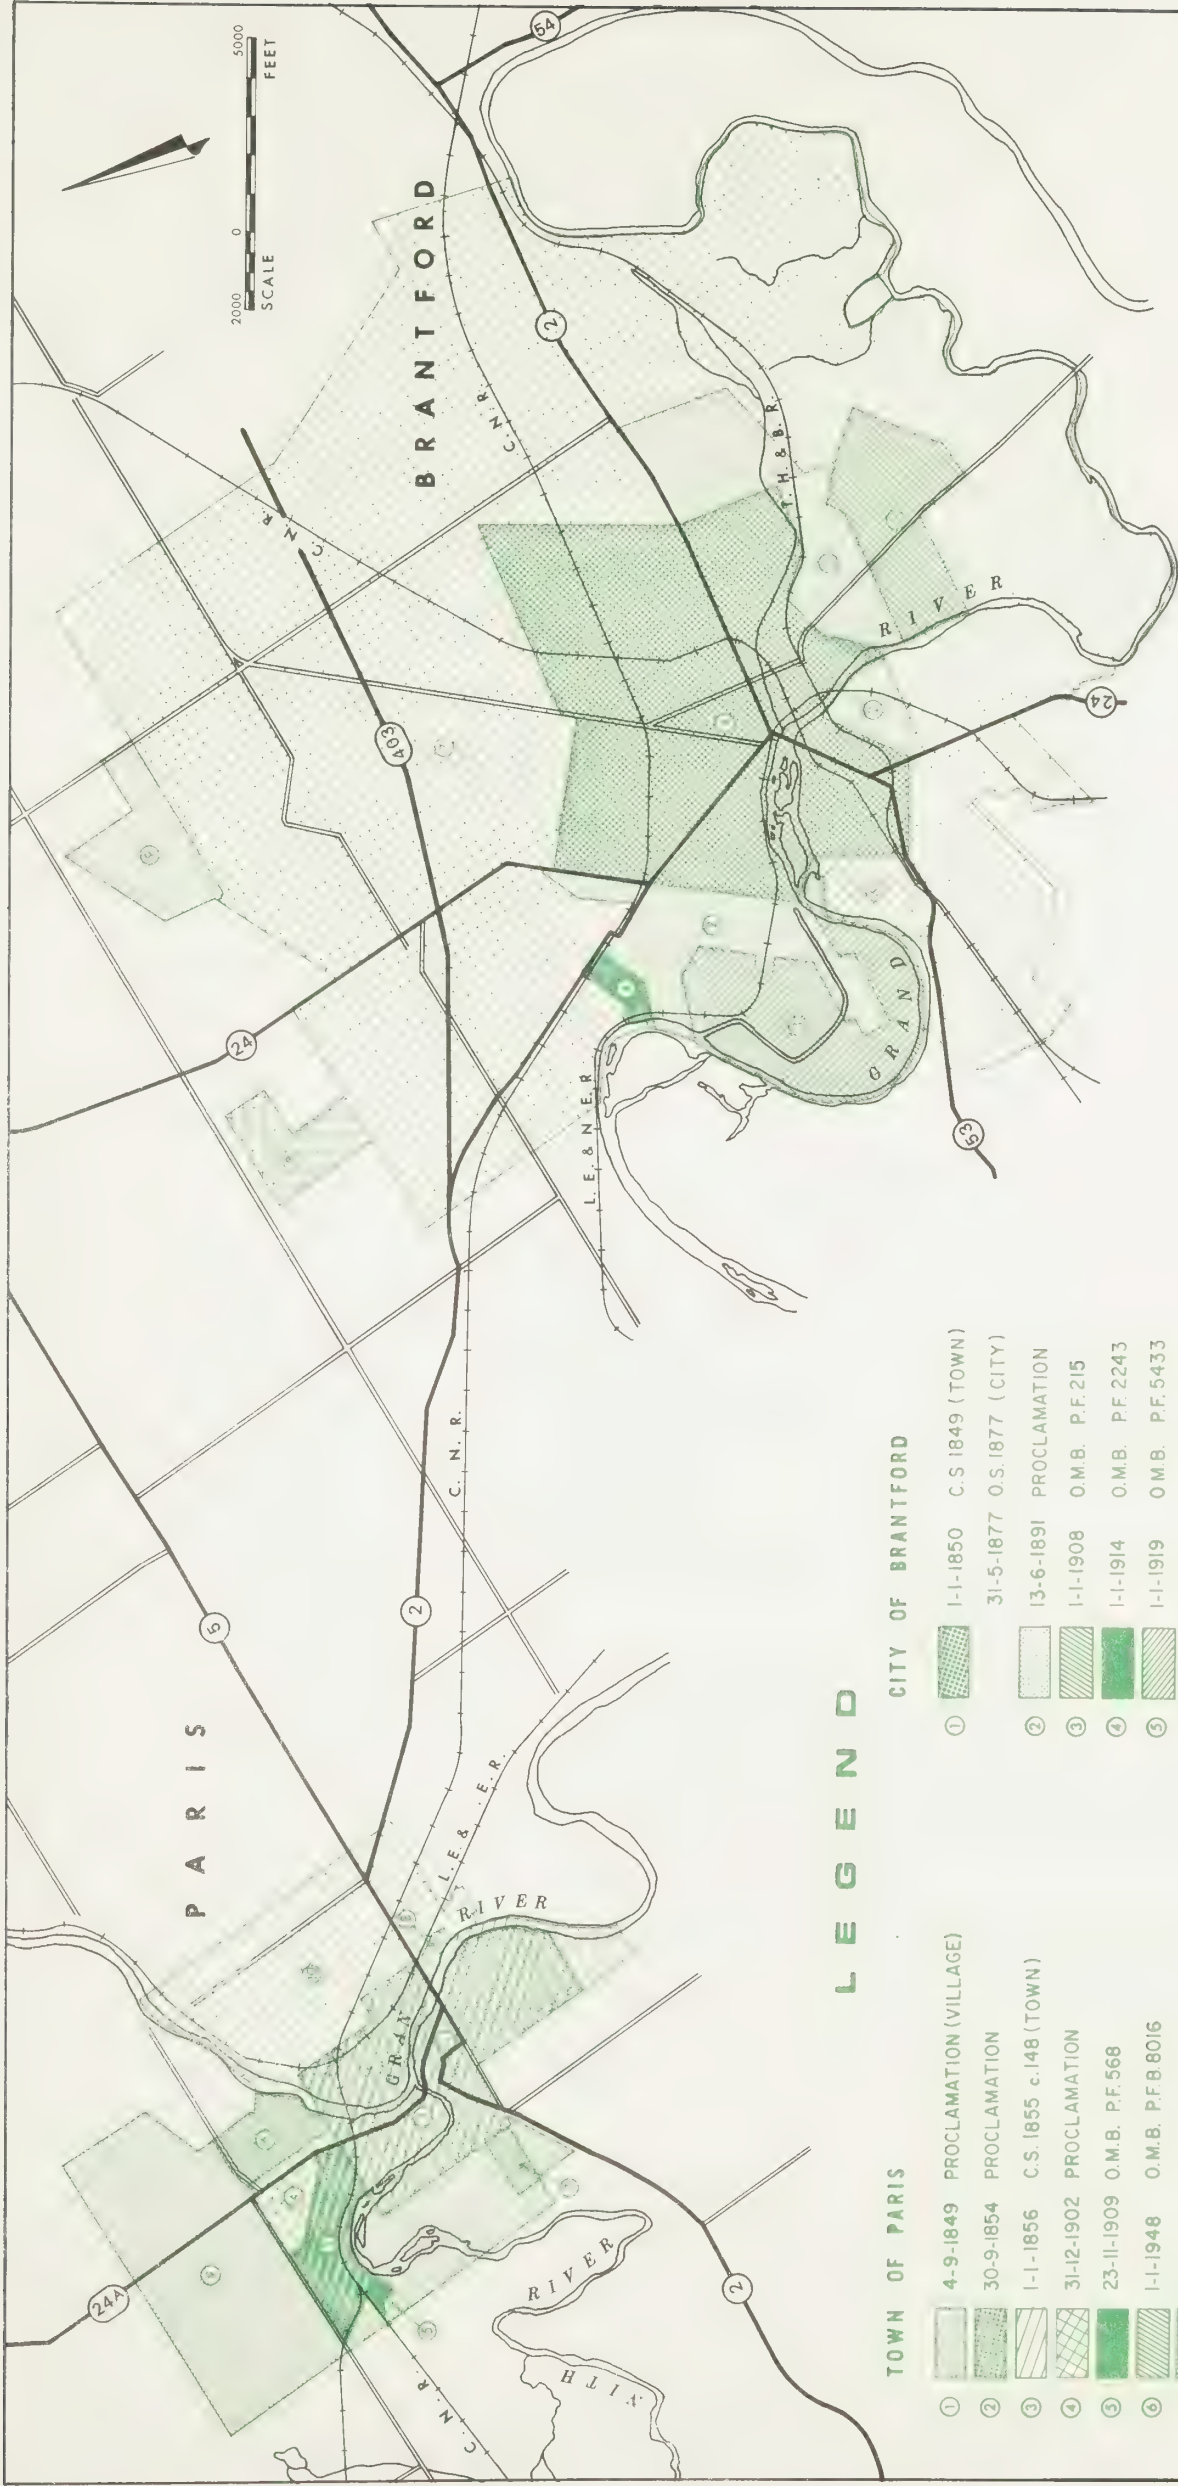 PARIS
BRANTFORD
2000 0 5000
SCALE FEET
5
2
24
403
2
54
24A
2
53
24
C. N. R.
C. N. R.
C. N. R.
C. N. R.
L. E. & N. E. R.
L. E. & E. R.
T. H. & B. R.
GRAN
RIVER
NITH
RIVER
GRAND
RIVER
LEGEND
TOWN OF PARIS
① 4-9-1849 PROCLAMATION (VILLAGE)
② 30-9-1854 PROCLAMATION
③ 1-1-1856 C.S. 1855 c.148 (TOWN)
④ 31-12-1902 PROCLAMATION
⑤ 23-11-1909 O.M.B. P.F. 568
⑥ 1-1-1948 O.M.B. P.F.B. 8016
CITY OF BRANTFORD
① 1-1-1850 C.S 1849 (TOWN)
31-5-1877 O.S. 1877 (CITY)
② 13-6-1891 PROCLAMATION
③ 1-1-1908 O.M.B. P.F. 215
④ 1-1-1914 O.M.B. P.F. 2243
⑤ 1-1-1919 O.M.B. P.F. 5433